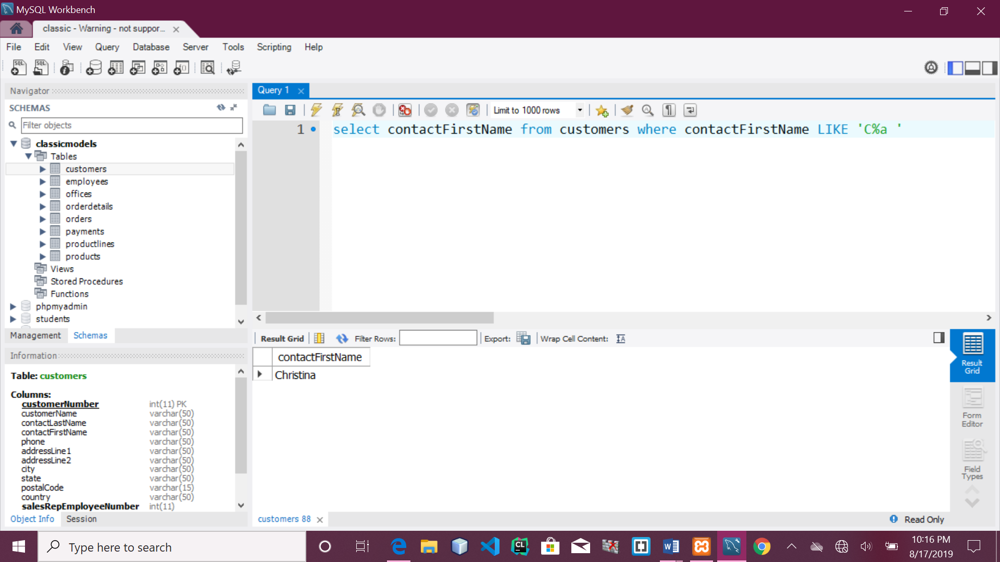 MySQL Workbench
classic - Warning - not suppor...
File Edit View Query Database Server Tools Scripting Help
Navigator
SCHEMAS
Filter objects
classicmodels
Tables
customers
employees
offices
orderdetails
orders
payments
productlines
products
Views
Stored Procedures
Functions
phpmyadmin
students
Management Schemas
Information
Table: customers
Columns:
customerNumber int(11) PK
customerName varchar(50)
contactLastName varchar(50)
contactFirstName varchar(50)
phone varchar(50)
addressLine1 varchar(50)
addressLine2 varchar(50)
city varchar(50)
state varchar(50)
postalCode varchar(15)
country varchar(50)
salesRepEmployeeNumber int(11)
Object Info Session
Query 1
Limit to 1000 rows
1 select contactFirstName from customers where contactFirstName LIKE 'C%a '
Result Grid Filter Rows: Export: Wrap Cell Content:
contactFirstName
Christina
Result
Grid
Form
Editor
Field
Types
customers 88
Read Only
Type here to search
10:16 PM
8/17/2019